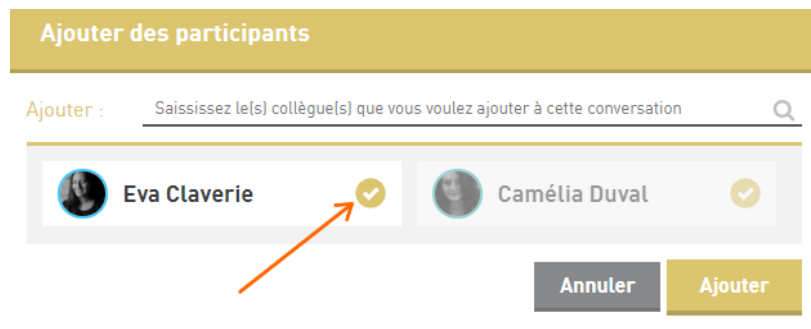 Ajouter des participants
Ajouter : Saississez le(s) collègue(s) que vous voulez ajouter à cette conversation
Eva Claverie Camélia Duval
Annuler Ajouter